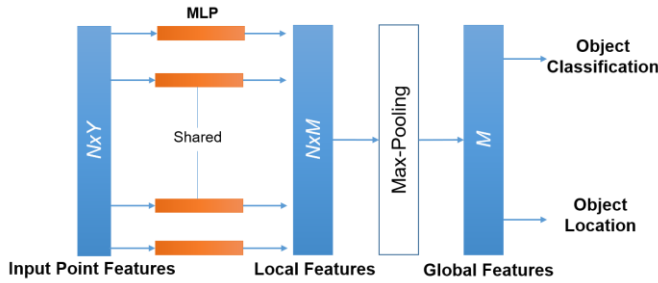 MLP
Object
Classification
NxY
Shared
NxM
Max-Pooling
M
Object
Location
Input Point Features
Local Features
Global Features